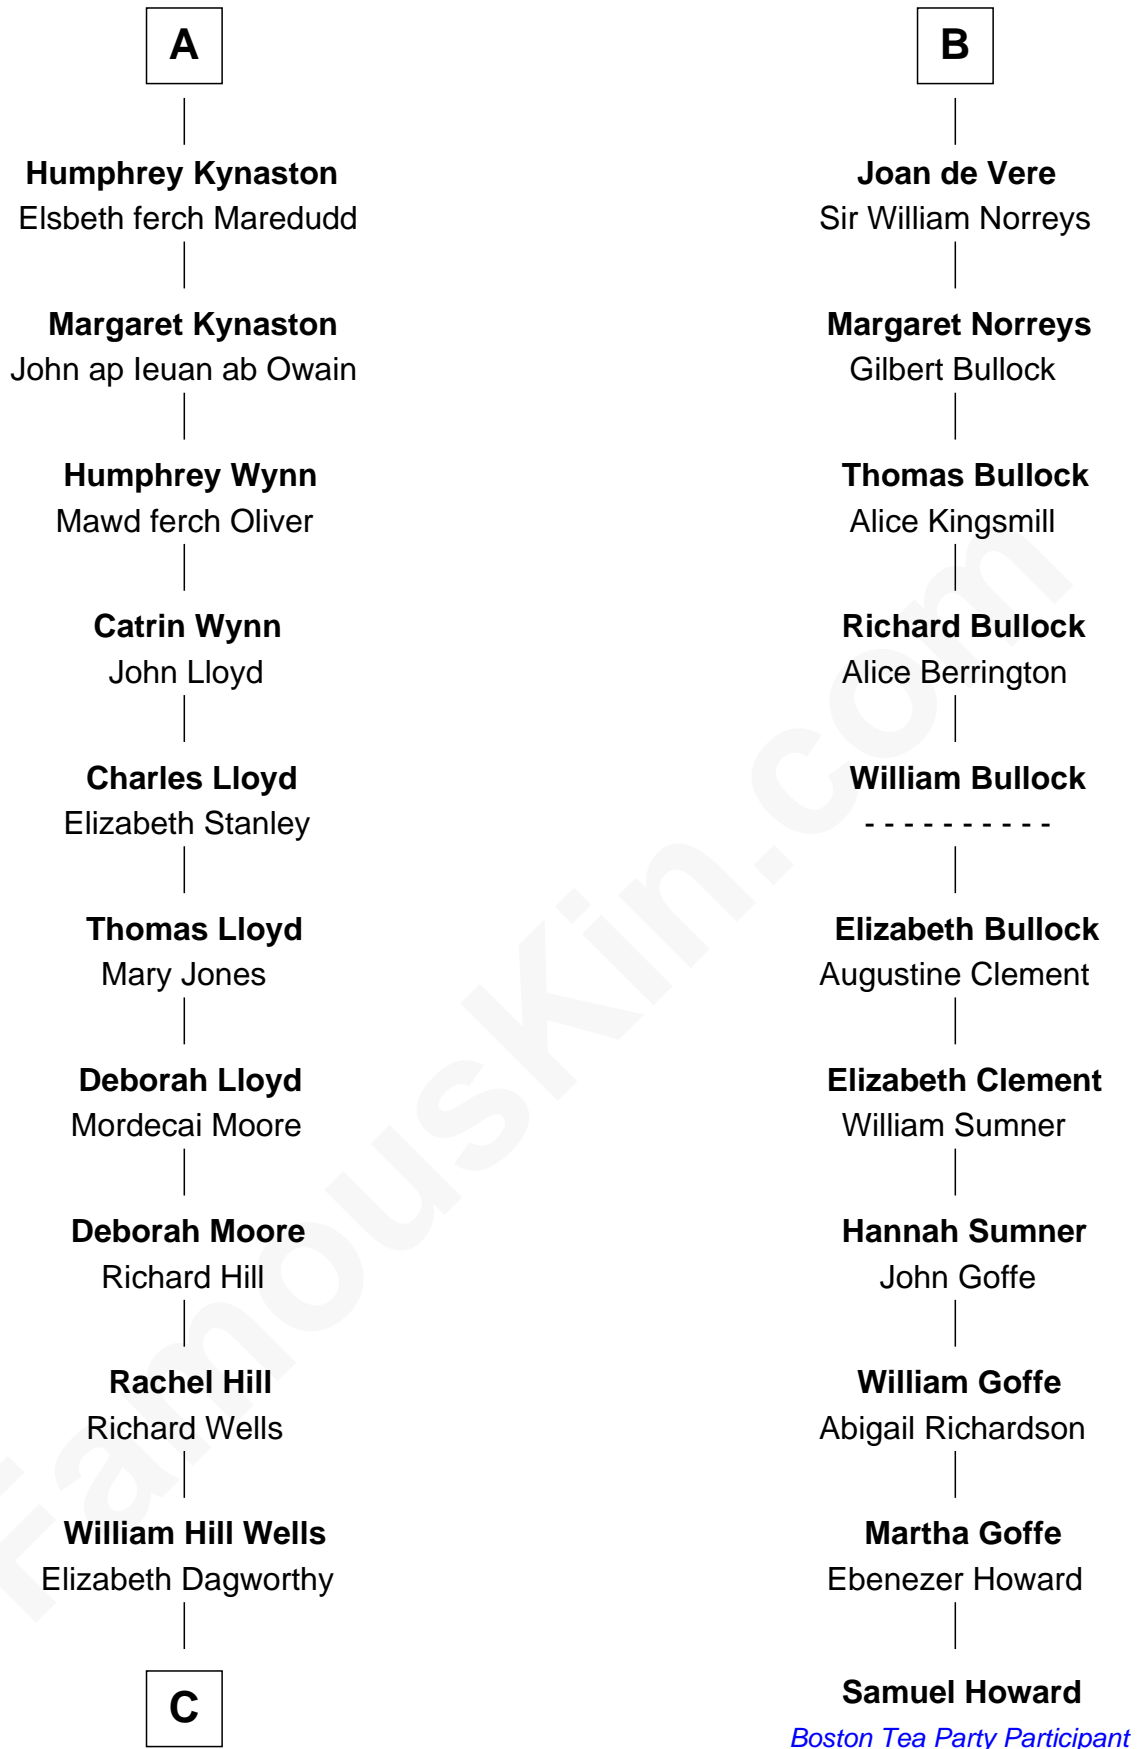 A
Humphrey Kynaston
Elsbeth ferch Maredudd
Margaret Kynaston
John ap Ieuan ab Owain
Humphrey Wynn
Mawd ferch Oliver
Catrin Wynn
John Lloyd
Charles Lloyd
Elizabeth Stanley
Thomas Lloyd
Mary Jones
Deborah Lloyd
Mordecai Moore
Deborah Moore
Richard Hill
Rachel Hill
Richard Wells
William Hill Wells
Elizabeth Dagworthy
C
B
Joan de Vere
Sir William Norreys
Margaret Norreys
Gilbert Bullock
Thomas Bullock
Alice Kingsmill
Richard Bullock
Alice Berrington
William Bullock
- - - - - - - - - -
Elizabeth Bullock
Augustine Clement
Elizabeth Clement
William Sumner
Hannah Sumner
John Goffe
William Goffe
Abigail Richardson
Martha Goffe
Ebenezer Howard
Samuel Howard
Boston Tea Party Participant
FamousKin.com